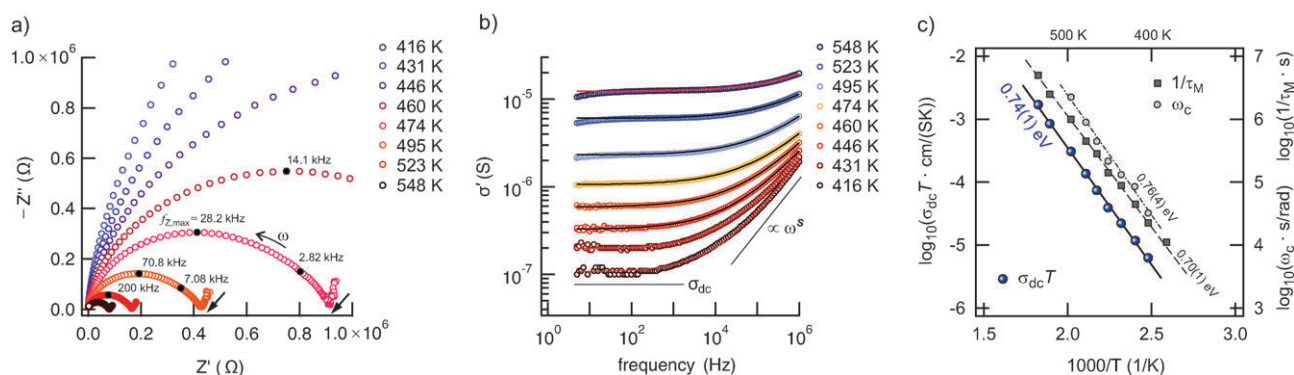 a)
1.0 × 10⁶
0.8
0.6
0.4
0.2
0.0
− Z'' (Ω)
0.0 0.2 0.4 0.6 0.8 1.0 × 10⁶
Z' (Ω)
14.1 kHz
f_Z,max = 28.2 kHz
ω
2.82 kHz
70.8 kHz
7.08 kHz
200 kHz
416 K
431 K
446 K
460 K
474 K
495 K
523 K
548 K
b)
10⁻⁵
10⁻⁶
10⁻⁷
σ' (S)
10⁰ 10² 10⁴ 10⁶
frequency (Hz)
∝ ωˢ
σ_dc
548 K
523 K
495 K
474 K
460 K
446 K
431 K
416 K
c)
500 K 400 K
-2
-3
-4
-5
-6
log₁₀(σ_dcT · cm/(SK))
7
6
5
4
3
log₁₀(1/τ_M · s)
log₁₀(ω_c · s/rad)
1.5 2.0 2.5 3.0
1000/T (1/K)
1/τ_M
ω_c
0.74(1) eV
0.76(4) eV
0.70(1) eV
σ_dcT